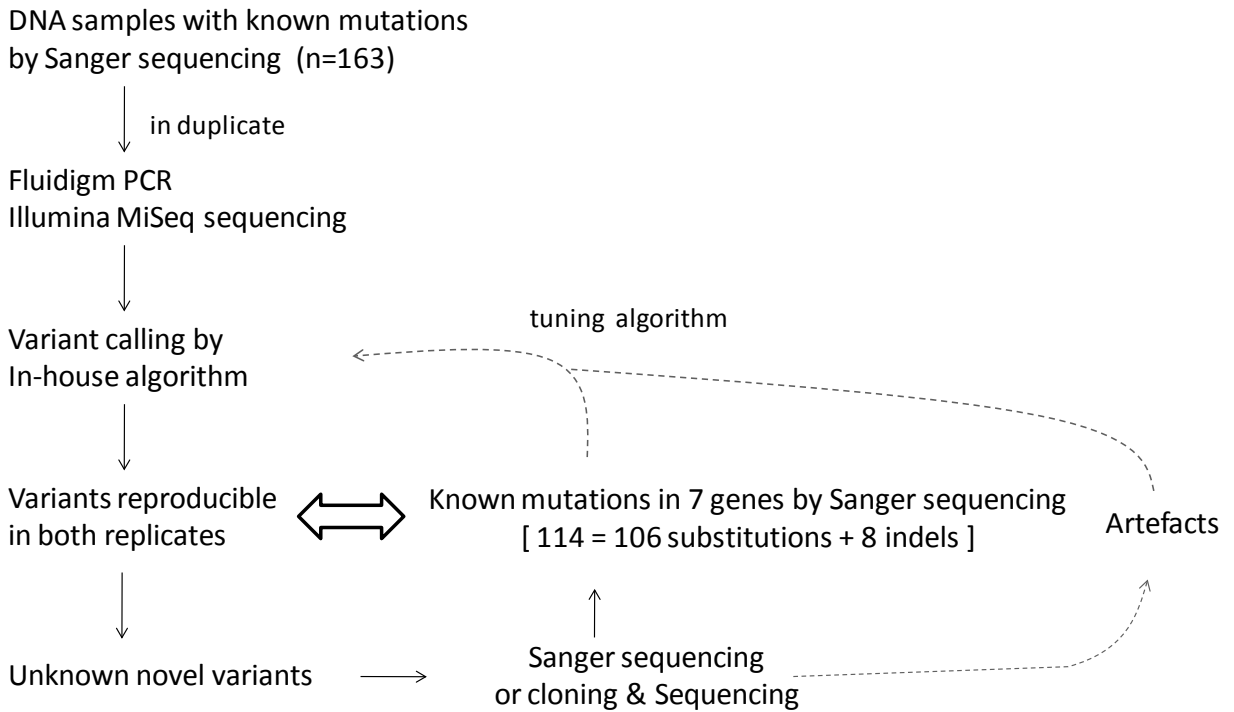 DNA samples with known mutations
by Sanger sequencing (n=163)
in duplicate
Fluidigm PCR
Illumina MiSeq sequencing
Variant calling by
In-house algorithm
tuning algorithm
Variants reproducible
in both replicates
Known mutations in 7 genes by Sanger sequencing
[ 114 = 106 substitutions + 8 indels ]
Artefacts
Unknown novel variants
Sanger sequencing
or cloning & Sequencing